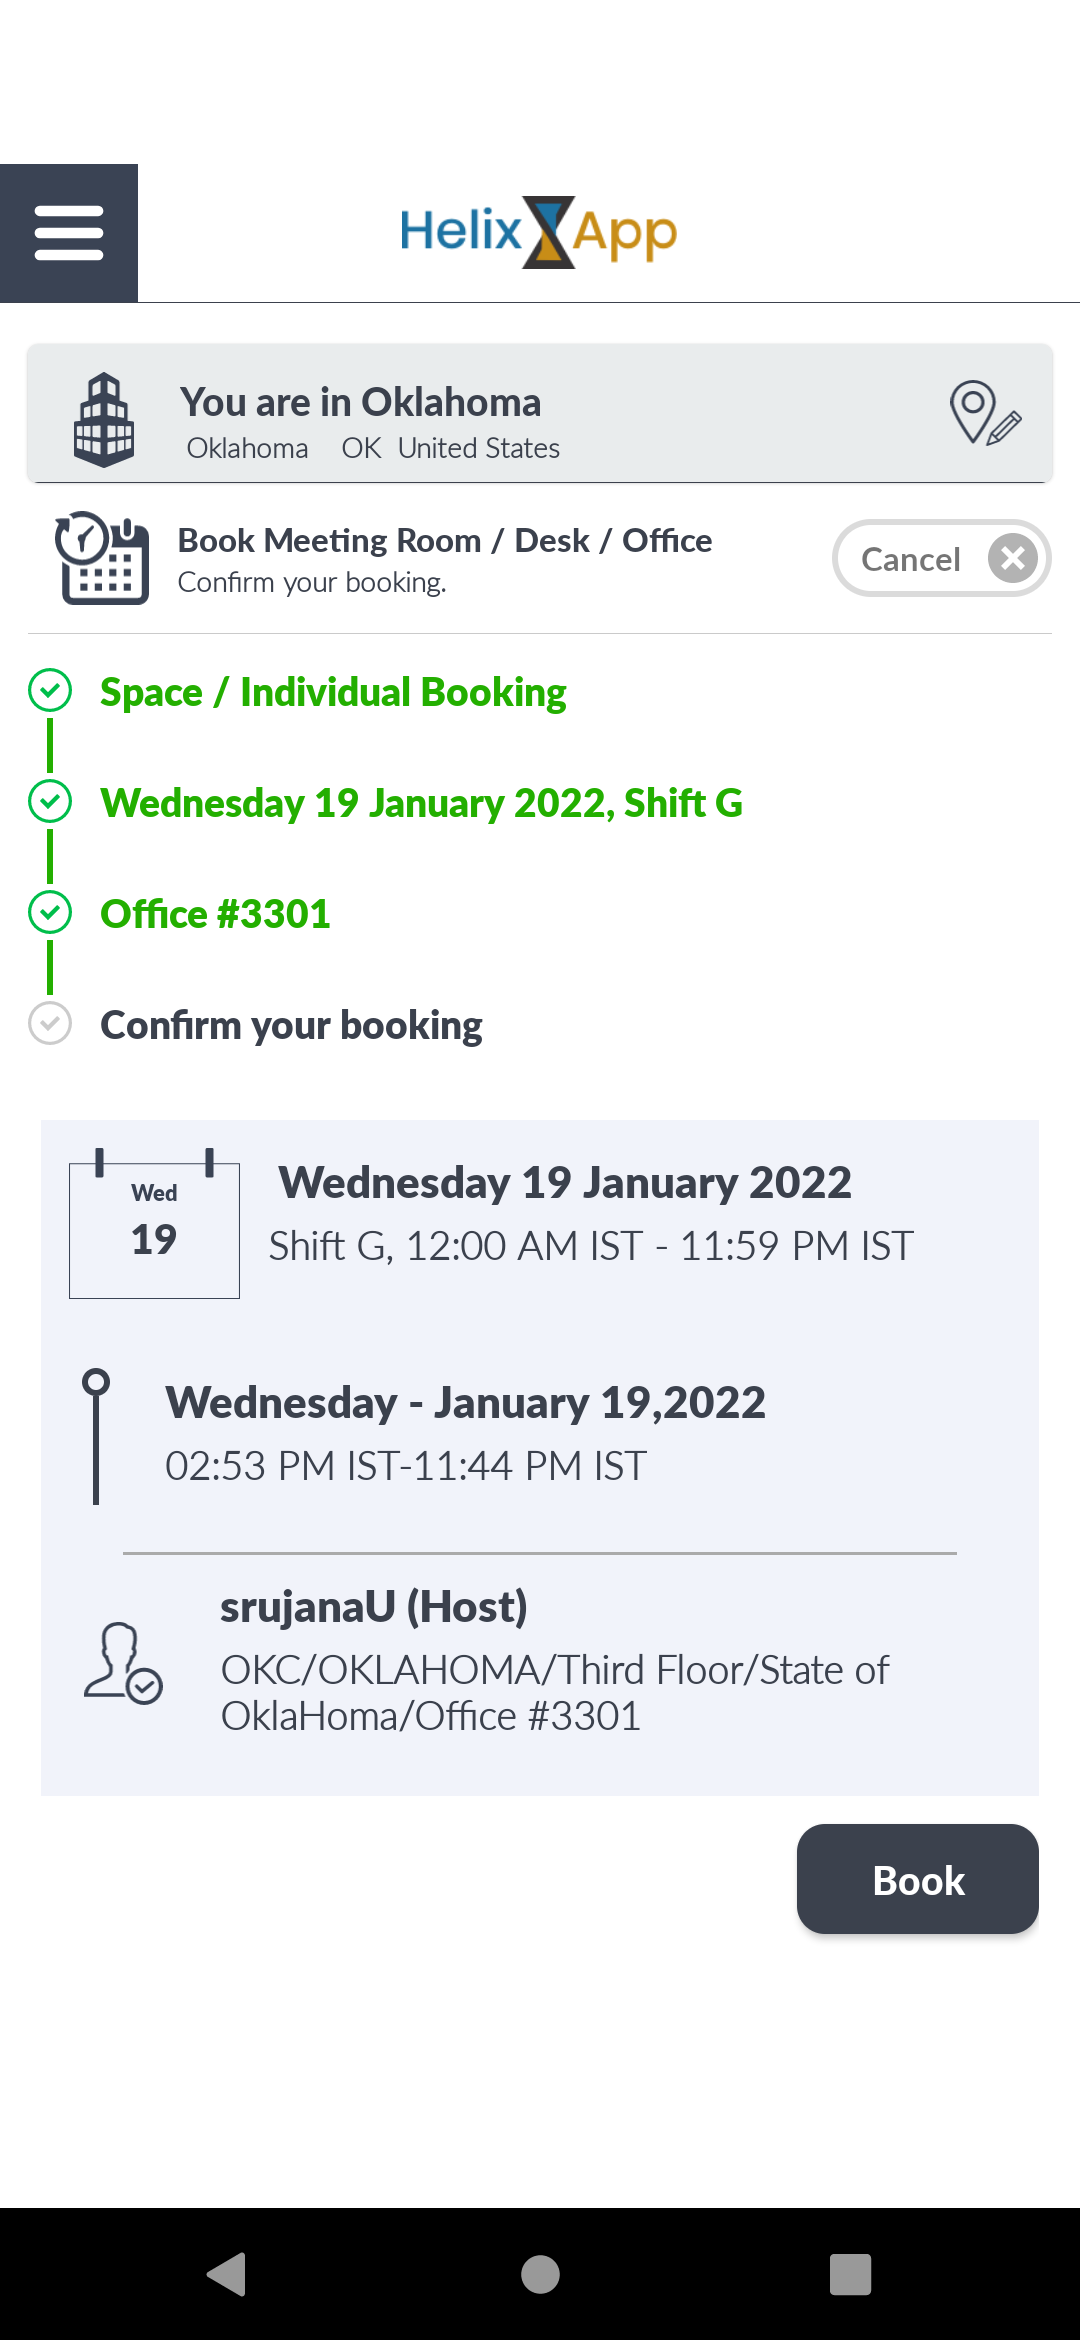 Helix App
You are in Oklahoma
Oklahoma OK United States
Book Meeting Room / Desk / Office
Confirm your booking.
Cancel
Space / Individual Booking
Wednesday 19 January 2022, Shift G
Office #3301
Confirm your booking
Wed
19
Wednesday 19 January 2022
Shift G, 12:00 AM IST - 11:59 PM IST
Wednesday - January 19,2022
02:53 PM IST-11:44 PM IST
srujanaU (Host)
OKC/OKLAHOMA/Third Floor/State of
OklaHoma/Office #3301
Book